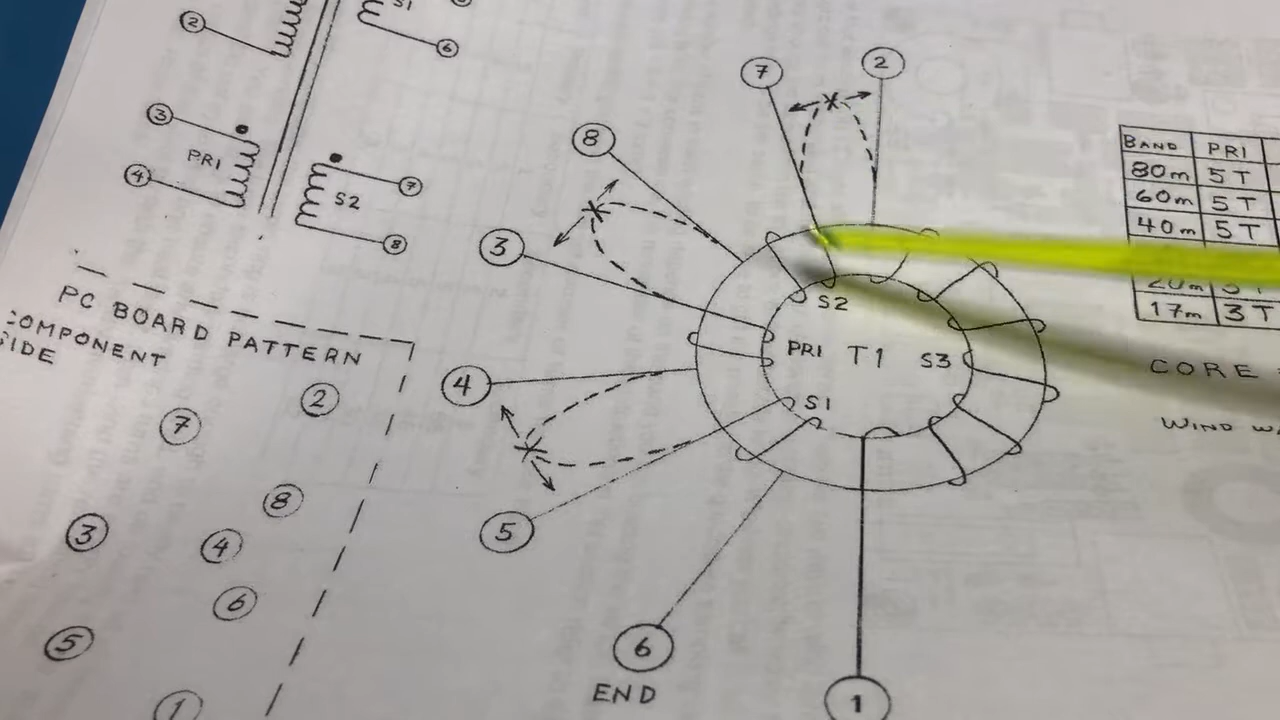 2
S1
6
3
PRI
4
7
S2
8
7
2
8
3
4
5
6
END
1
S2
PRI
T1
S3
S1
BAND PRI
80m 5T
60m 5T
40m 5T
17m 3T
CORE
WIND
PC BOARD PATTERN
COMPONENT
SIDE
2
7
8
3
4
6
5
1